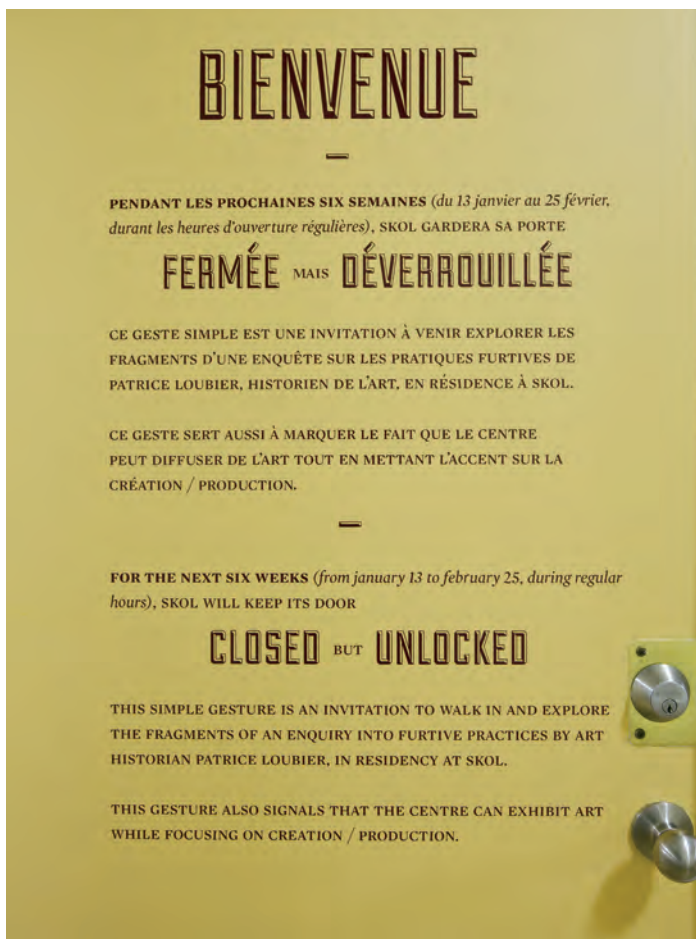 BIENVENUE
PENDANT LES PROCHAINES SIX SEMAINES (du 13 janvier au 25 février,
durant les heures d'ouverture régulières), SKOL GARDERA SA PORTE
FERMÉE MAIS DÉVERROUILLÉE
CE GESTE SIMPLE EST UNE INVITATION À VENIR EXPLORER LES
FRAGMENTS D'UNE ENQUÊTE SUR LES PRATIQUES FURTIVES DE
PATRICE LOUBIER, HISTORIEN DE L'ART, EN RÉSIDENCE À SKOL.
CE GESTE SERT AUSSI À MARQUER LE FAIT QUE LE CENTRE
PEUT DIFFUSER DE L'ART TOUT EN METTANT L'ACCENT SUR LA
CRÉATION / PRODUCTION.
FOR THE NEXT SIX WEEKS (from january 13 to february 25, during regular
hours), SKOL WILL KEEP ITS DOOR
CLOSED BUT UNLOCKED
THIS SIMPLE GESTURE IS AN INVITATION TO WALK IN AND EXPLORE
THE FRAGMENTS OF AN ENQUIRY INTO FURTIVE PRACTICES BY ART
HISTORIAN PATRICE LOUBIER, IN RESIDENCY AT SKOL.
THIS GESTURE ALSO SIGNALS THAT THE CENTRE CAN EXHIBIT ART
WHILE FOCUSING ON CREATION / PRODUCTION.